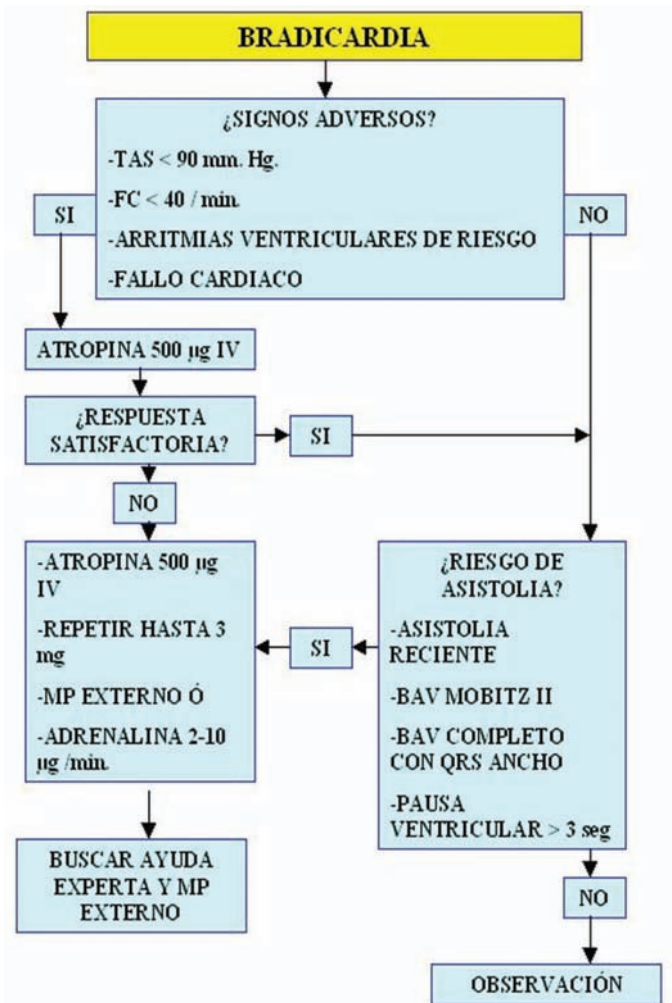 BRADICARDIA
¿SIGNOS ADVERSOS?
-TAS < 90 mm. Hg.
-FC < 40 / min.
-ARRITMIAS VENTRICULARES DE RIESGO
-FALLO CARDIACO
SI
NO
ATROPINA 500 µg IV
¿RESPUESTA
SATISFACTORIA?
SI
NO
-ATROPINA 500 µg
IV
-REPETIR HASTA 3
mg
-MP EXTERNO Ó
-ADRENALINA 2-10
µg /min.
SI
¿RIESGO DE
ASISTOLIA?
-ASISTOLIA
RECIENTE
-BAV MOBITZ II
-BAV COMPLETO
CON QRS ANCHO
-PAUSA
VENTRICULAR > 3 seg
BUSCAR AYUDA
EXPERTA Y MP
EXTERNO
NO
OBSERVACIÓN